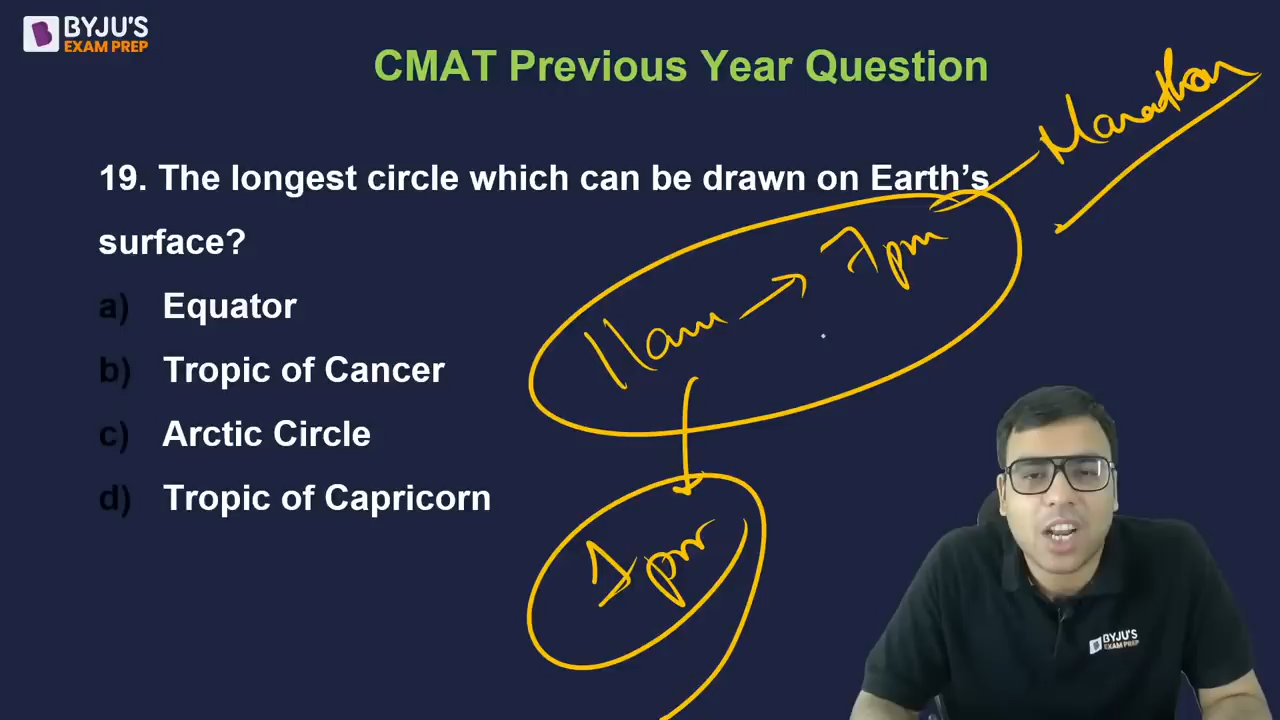 BYJU'S
EXAM PREP
CMAT Previous Year Question
Marathon
19. The longest circle which can be drawn on Earth's
surface?
7pm
11am →
a) Equator
b) Tropic of Cancer
c) Arctic Circle
d) Tropic of Capricorn
1pm
BYJU'S
EXAM PREP